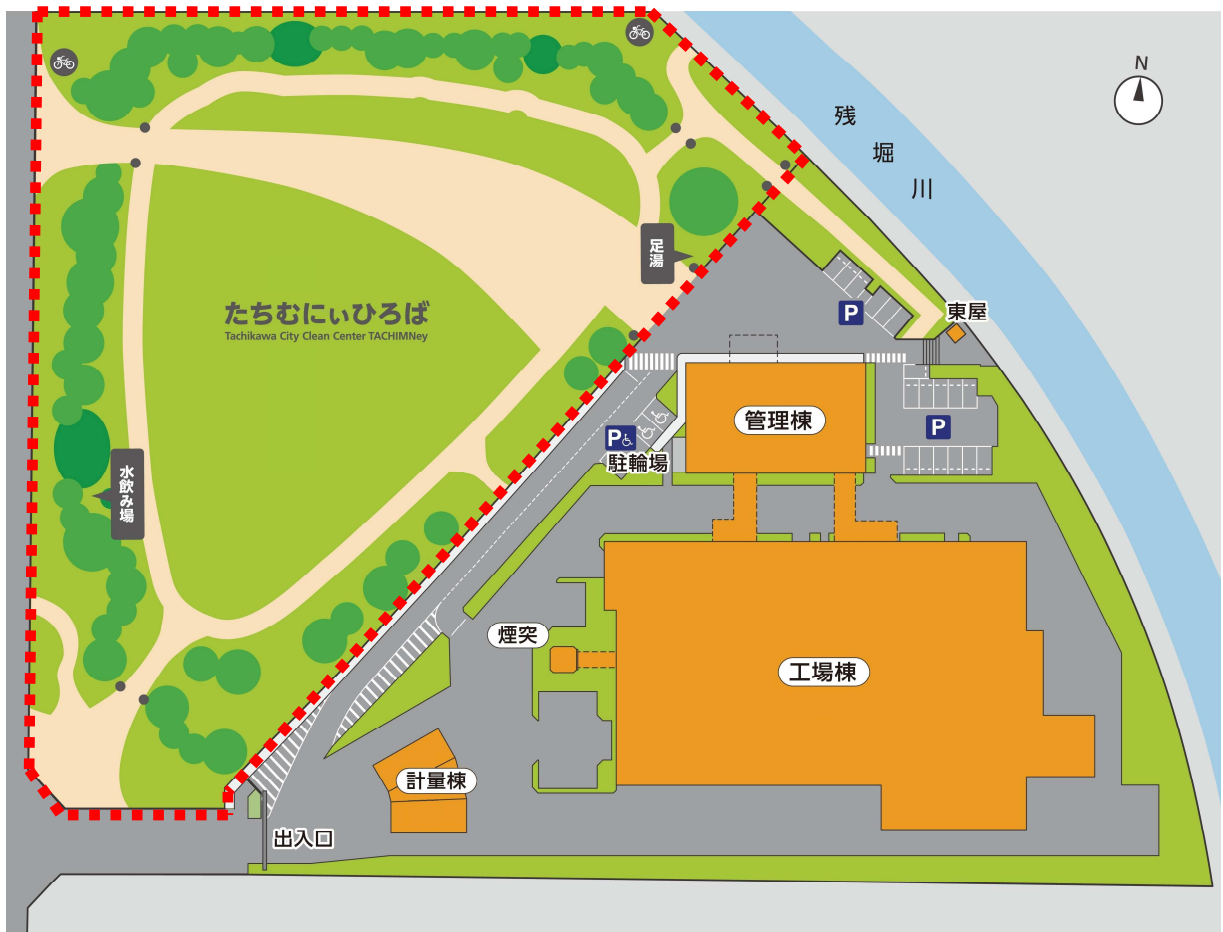 N
残堀川
足湯
たちむにぃひろば
Tachikawa City Clean Center TACHIMNey
P
東屋
管理棟
P
P
駐輪場
水飲み場
煙突
工場棟
計量棟
出入口